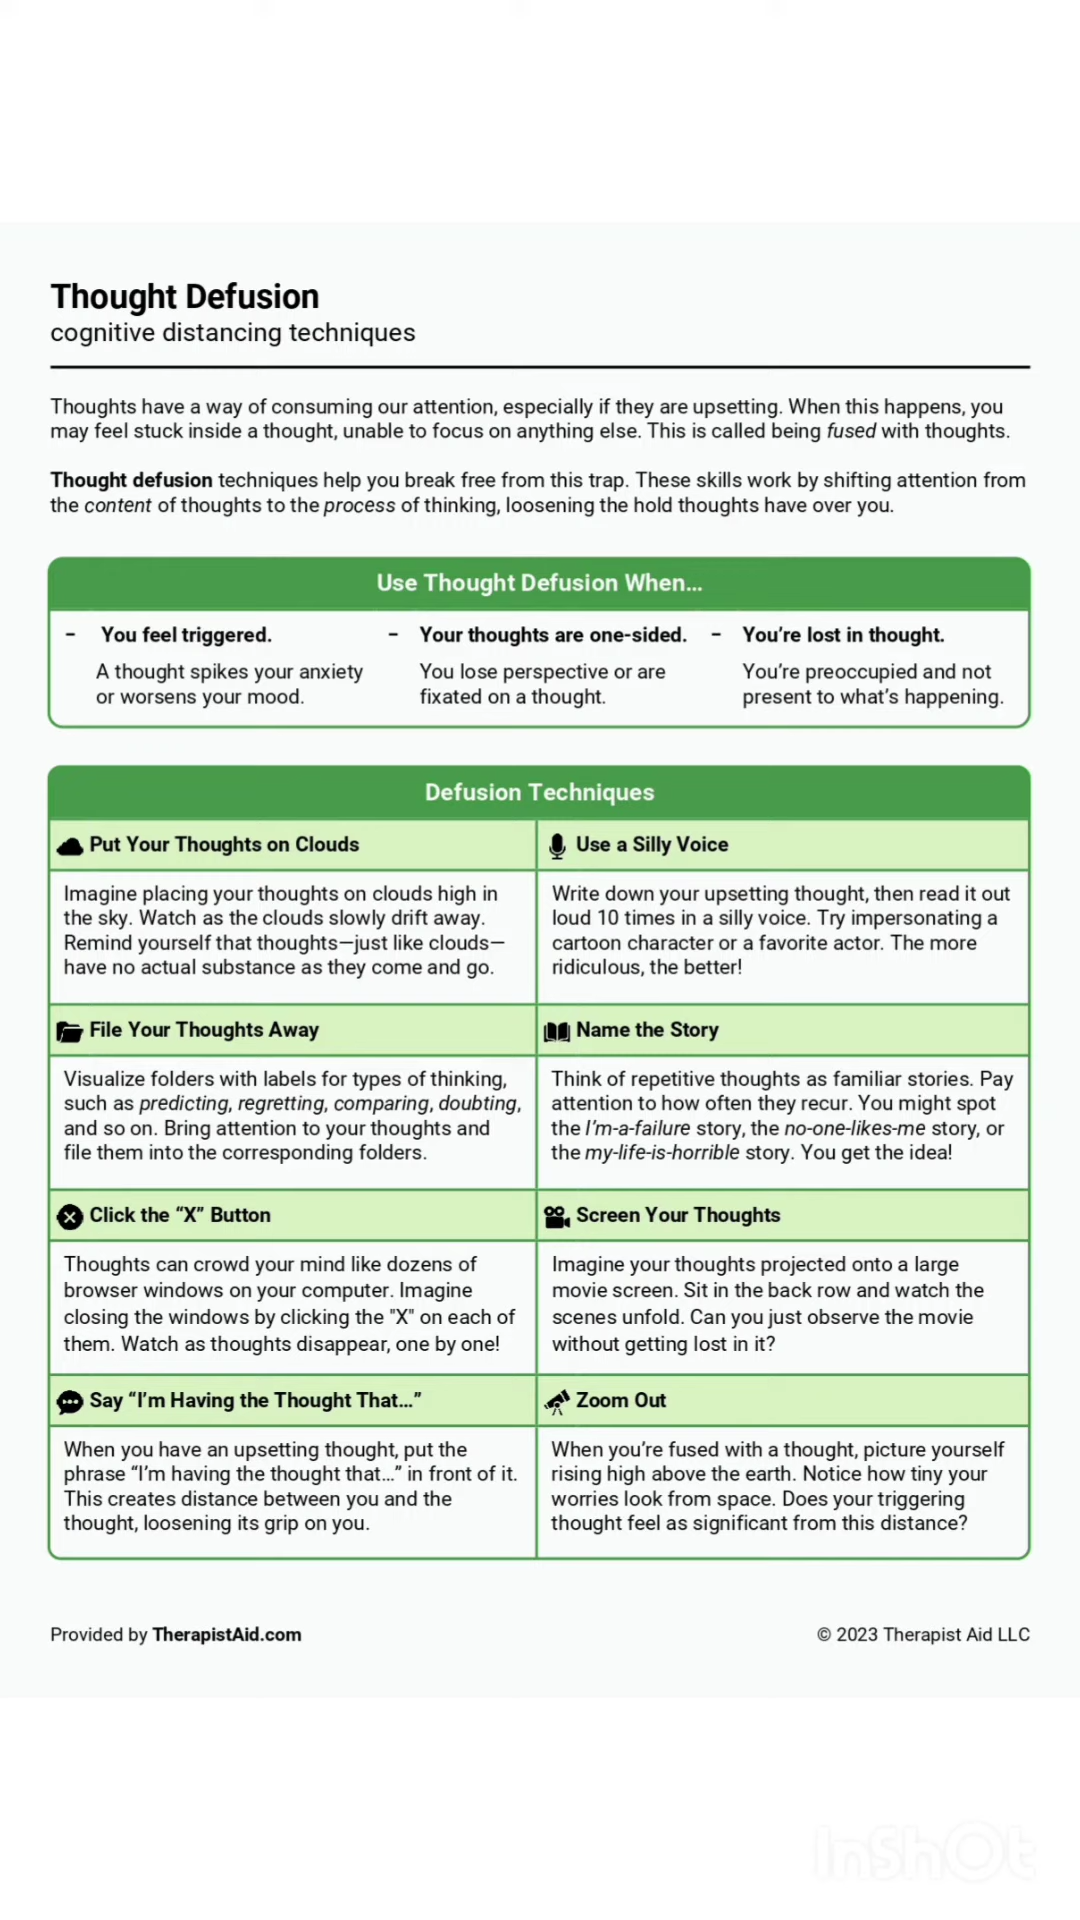 Thought Defusion
cognitive distancing techniques
Thoughts have a way of consuming our attention, especially if they are upsetting. When this happens, you
may feel stuck inside a thought, unable to focus on anything else. This is called being fused with thoughts.
Thought defusion techniques help you break free from this trap. These skills work by shifting attention from
the content of thoughts to the process of thinking, loosening the hold thoughts have over you.
Use Thought Defusion When...
- You feel triggered.
A thought spikes your anxiety
or worsens your mood.
- Your thoughts are one-sided.
You lose perspective or are
fixated on a thought.
- You're lost in thought.
You're preoccupied and not
present to what's happening.
Defusion Techniques
Put Your Thoughts on Clouds
Imagine placing your thoughts on clouds high in
the sky. Watch as the clouds slowly drift away.
Remind yourself that thoughts—just like clouds—
have no actual substance as they come and go.
Use a Silly Voice
Write down your upsetting thought, then read it out
loud 10 times in a silly voice. Try impersonating a
cartoon character or a favorite actor. The more
ridiculous, the better!
File Your Thoughts Away
Visualize folders with labels for types of thinking,
such as predicting, regretting, comparing, doubting,
and so on. Bring attention to your thoughts and
file them into the corresponding folders.
Name the Story
Think of repetitive thoughts as familiar stories. Pay
attention to how often they recur. You might spot
the I'm-a-failure story, the no-one-likes-me story, or
the my-life-is-horrible story. You get the idea!
Click the “X” Button
Thoughts can crowd your mind like dozens of
browser windows on your computer. Imagine
closing the windows by clicking the "X" on each of
them. Watch as thoughts disappear, one by one!
Screen Your Thoughts
Imagine your thoughts projected onto a large
movie screen. Sit in the back row and watch the
scenes unfold. Can you just observe the movie
without getting lost in it?
Say “I'm Having the Thought That...”
When you have an upsetting thought, put the
phrase “I'm having the thought that...” in front of it.
This creates distance between you and the
thought, loosening its grip on you.
Zoom Out
When you're fused with a thought, picture yourself
rising high above the earth. Notice how tiny your
worries look from space. Does your triggering
thought feel as significant from this distance?
Provided by TherapistAid.com
© 2023 Therapist Aid LLC
InShOt